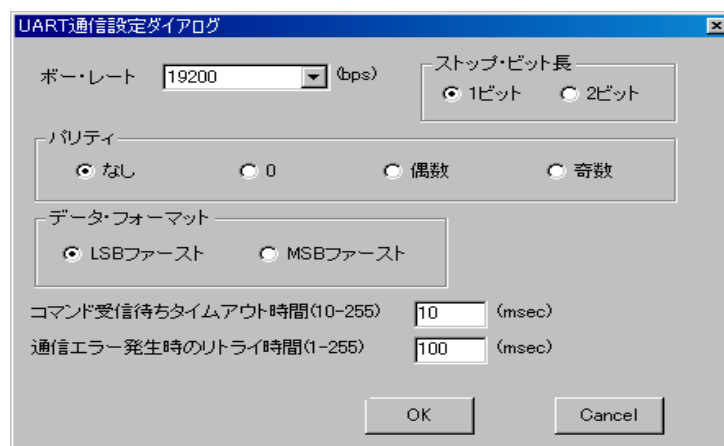 UART通信設定ダイアログ
ボー・レート 19200 (bps)
ストップ・ビット長
1ビット 2ビット
パリティ
なし 0 偶数 奇数
データ・フォーマット
LSBファースト MSBファースト
コマンド受信待ちタイムアウト時間(10-255) 10 (msec)
通信エラー発生時のリトライ時間(1-255) 100 (msec)
OK Cancel